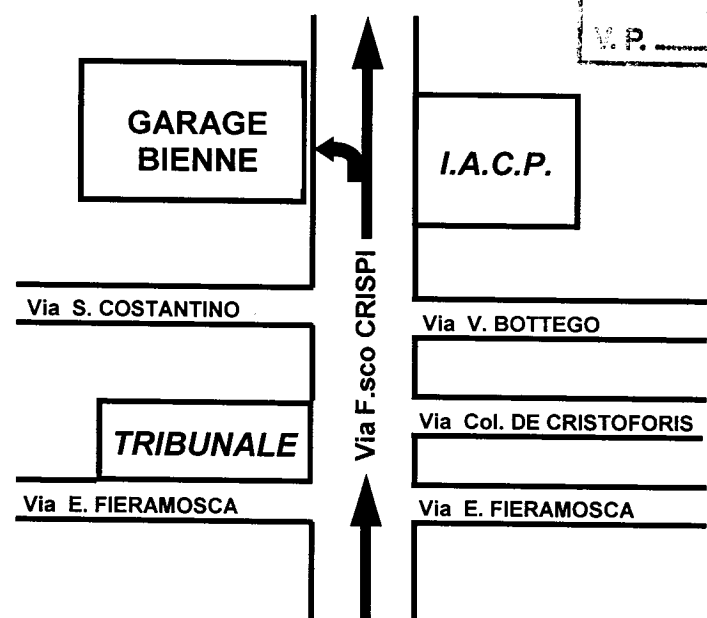 V. P.
GARAGE
BIENNE
I.A.C.P.
Via F.sco CRISPI
Via S. COSTANTINO
Via V. BOTTEGO
TRIBUNALE
Via Col. DE CRISTOFORIS
Via E. FIERAMOSCA
Via E. FIERAMOSCA